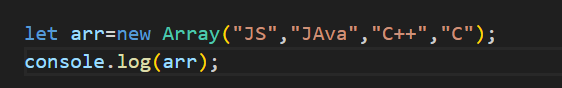 let arr=new Array("JS","JAva","C++","C");
console.log(arr);